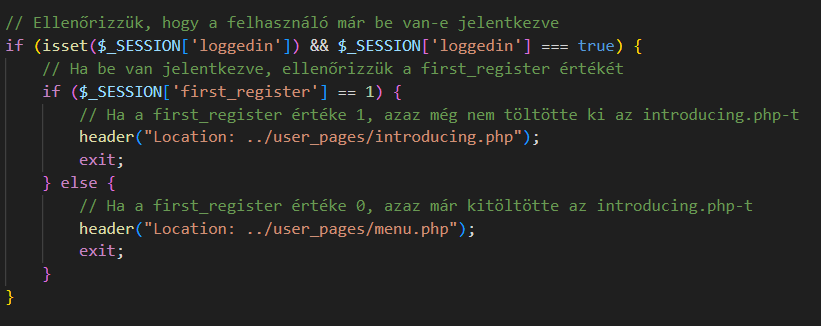 // Ellenőrizzük, hogy a felhasználó már be van-e jelentkezve
if (isset($_SESSION['loggedin']) && $_SESSION['loggedin'] === true) {
    // Ha be van jelentkezve, ellenőrizzük a first_register értékét
    if ($_SESSION['first_register'] == 1) {
        // Ha a first_register értéke 1, azaz még nem töltötte ki az introducing.php-t
        header("Location: ../user_pages/introducing.php");
        exit;
    } else {
        // Ha a first_register értéke 0, azaz már kitöltötte az introducing.php-t
        header("Location: ../user_pages/menu.php");
        exit;
    }
}